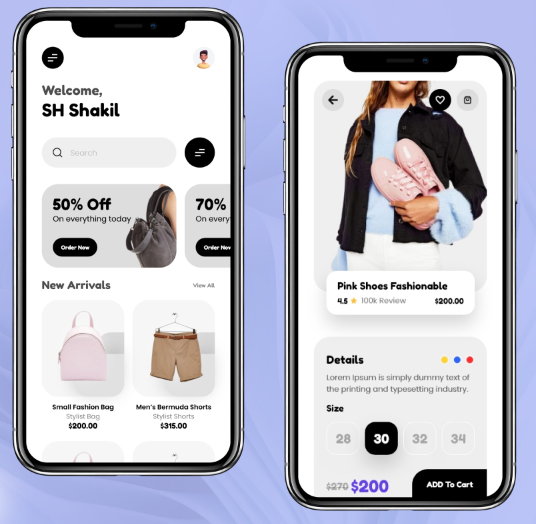 Welcome,
SH Shakil
Search
50% Off
On everything today
Order Now
70%
On every
Order Now
New Arrivals
View All
Small Fashion Bag
Stylist Bag
$200.00
Men's Bermuda Shorts
Stylist Shorts
$315.00
Pink Shoes Fashionable
4.5 100k Review $200.00
Details
Lorem Ipsum is simply dummy text of
the printing and typesetting industry.
Size
28 30 32 34
$270 $200
ADD To Cart